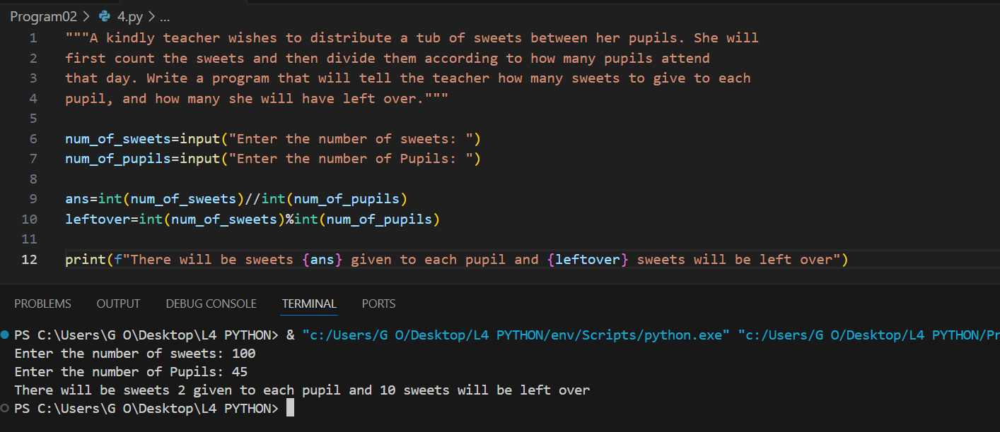 Program02 > 4.py > ...
1 """A kindly teacher wishes to distribute a tub of sweets between her pupils. She will
2 first count the sweets and then divide them according to how many pupils attend
3 that day. Write a program that will tell the teacher how many sweets to give to each
4 pupil, and how many she will have left over."""
5
6 num_of_sweets=input("Enter the number of sweets: ")
7 num_of_pupils=input("Enter the number of Pupils: ")
8
9 ans=int(num_of_sweets)//int(num_of_pupils)
10 leftover=int(num_of_sweets)%int(num_of_pupils)
11
12 print(f"There will be sweets {ans} given to each pupil and {leftover} sweets will be left over")
PROBLEMS OUTPUT DEBUG CONSOLE TERMINAL PORTS
PS C:\Users\G O\Desktop\L4 PYTHON> & "c:/Users/G O/Desktop/L4 PYTHON/env/Scripts/python.exe" "c:/Users/G O/Desktop/L4 PYTHON/Pr
Enter the number of sweets: 100
Enter the number of Pupils: 45
There will be sweets 2 given to each pupil and 10 sweets will be left over
PS C:\Users\G O\Desktop\L4 PYTHON>